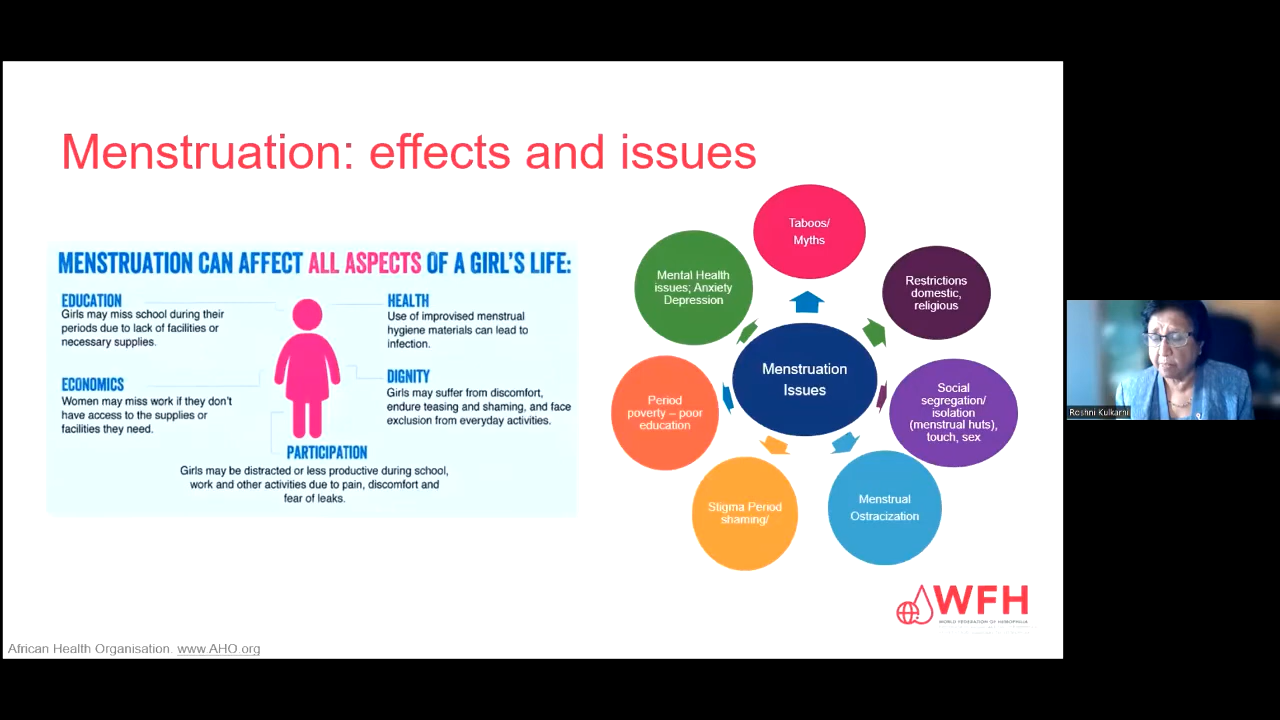 Menstruation: effects and issues
MENSTRUATION CAN AFFECT ALL ASPECTS OF A GIRL'S LIFE:
EDUCATION
Girls may miss school during their
periods due to lack of facilities or
necessary supplies.
HEALTH
Use of improvised menstrual
hygiene materials can lead to
infection.
ECONOMICS
Women may miss work if they don't
have access to the supplies or
facilities they need.
DIGNITY
Girls may suffer from discomfort,
endure teasing and shaming, and face
exclusion from everyday activities.
PARTICIPATION
Girls may be distracted or less productive during school,
work and other activities due to pain, discomfort and
fear of leaks.
Menstruation
Issues
Taboos/
Myths
Restrictions
domestic,
religious
Social
segregation/
isolation
(menstrual huts),
touch, sex
Menstrual
Ostracization
Stigma Period
shaming/
Period
poverty – poor
education
Mental Health
issues; Anxiety
Depression
WFH
WORLD FEDERATION OF HEMOPHILIA
African Health Organisation. www.AHO.org
Roshni Kulkarni